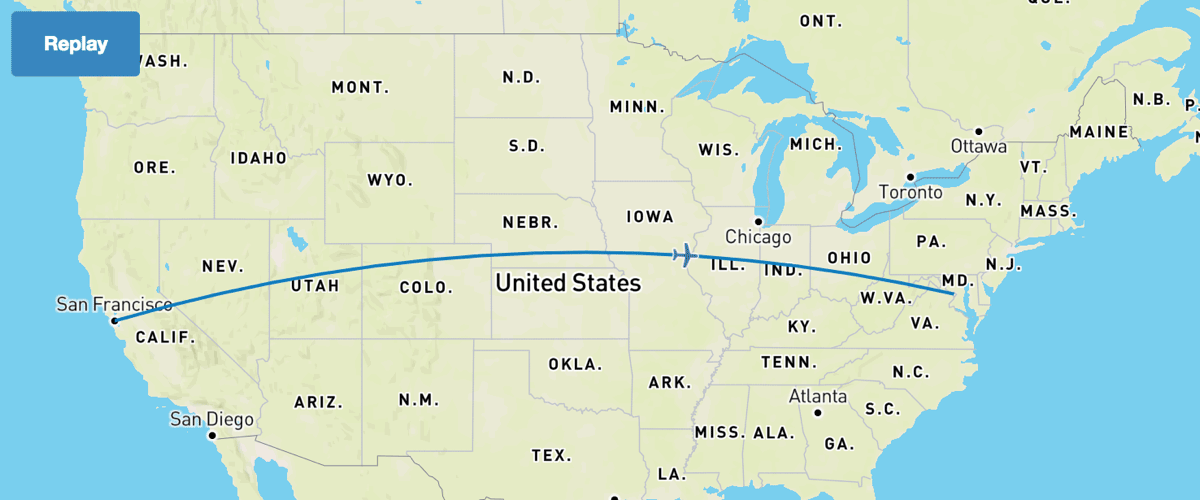 QUE.
ONT.
Replay
WASH.
MONT.
N.D.
MINN.
N.B.
P.
MAINE
Ottawa
ORE.
IDAHO
S.D.
WIS.
MICH.
VT.
WYO.
Toronto
N.Y.
MASS.
NEBR.
IOWA
Chicago
PA.
NEV.
OHIO
N.J.
ILL.
IND.
MD.
UTAH
COLO.
United States
San Francisco
W.VA.
CALIF.
KY.
VA.
OKLA.
TENN.
N.C.
ARK.
Atlanta
ARIZ.
N.M.
S.C.
San Diego
MISS.
ALA.
GA.
TEX.
LA.